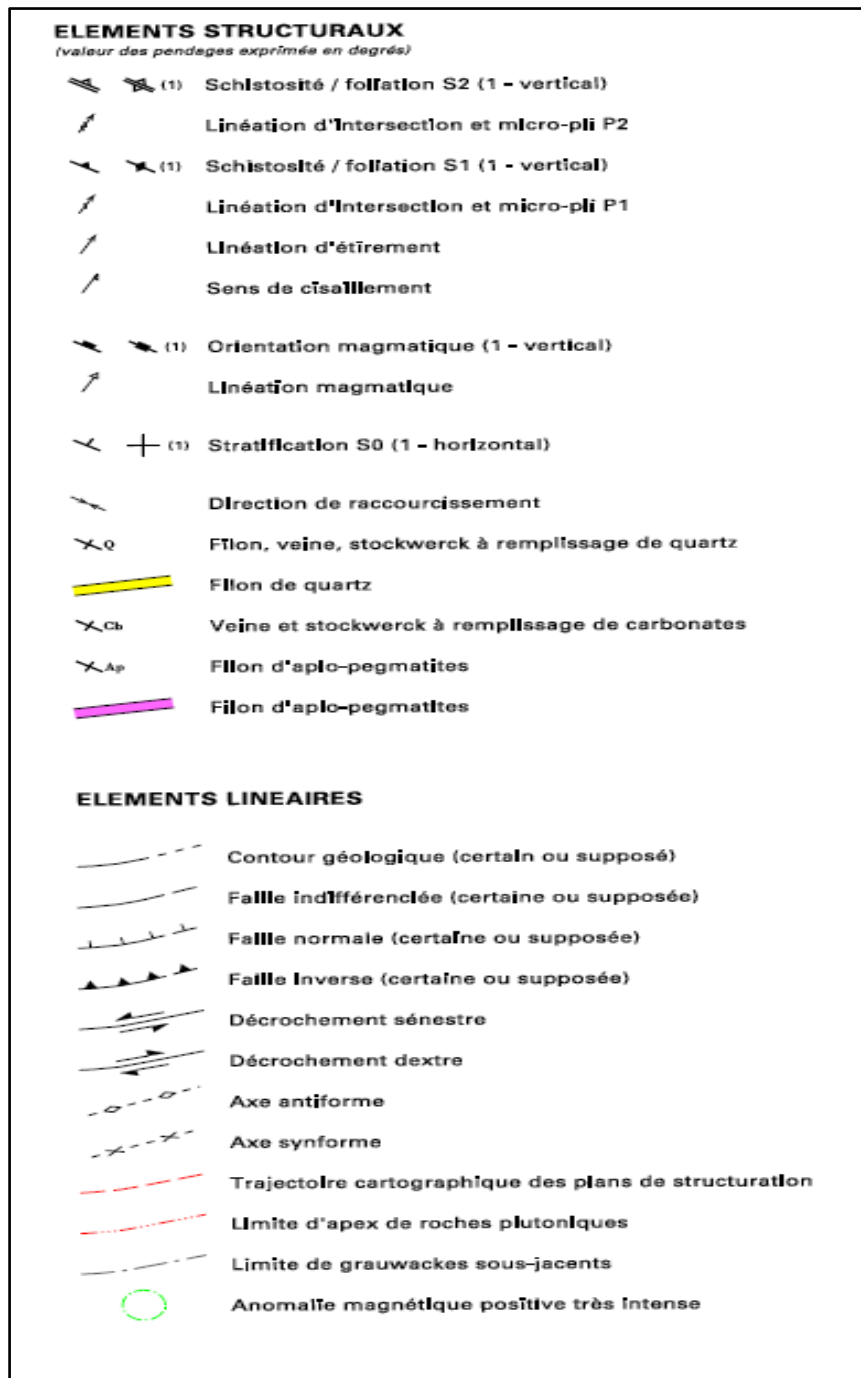 ELEMENTS STRUCTURAUX
(valeur des pendages exprimée en degrés)
(1) Schistosité / foliation S2 (1 - vertical)
Linéation d'intersection et micro-pli P2
(1) Schistosité / foliation S1 (1 - vertical)
Linéation d'intersection et micro-pli P1
Linéation d'étirement
Sens de cisaillement
(1) Orientation magmatique (1 - vertical)
Linéation magmatique
(1) Stratification S0 (1 - horizontal)
Direction de raccourcissement
Q Filon, veine, stockwerck à remplissage de quartz
Filon de quartz
Cb Veine et stockwerck à remplissage de carbonates
Ap Filon d'aplo-pegmatites
Filon d'aplo-pegmatites
ELEMENTS LINEAIRES
Contour géologique (certain ou supposé)
Faille indifférenciée (certaine ou supposée)
Faille normale (certaine ou supposée)
Faille inverse (certaine ou supposée)
Décrochement sénestre
Décrochement dextre
Axe antiforme
Axe synforme
Trajectoire cartographique des plans de structuration
Limite d'apex de roches plutoniques
Limite de grauwackes sous-jacents
Anomalie magnétique positive très intense